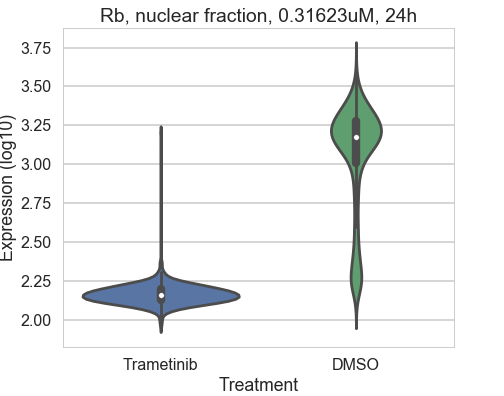 Rb, nuclear fraction, 0.31623uM, 24h
Expression (log10)
3.75
3.50
3.25
3.00
2.75
2.50
2.25
2.00
Trametinib
DMSO
Treatment